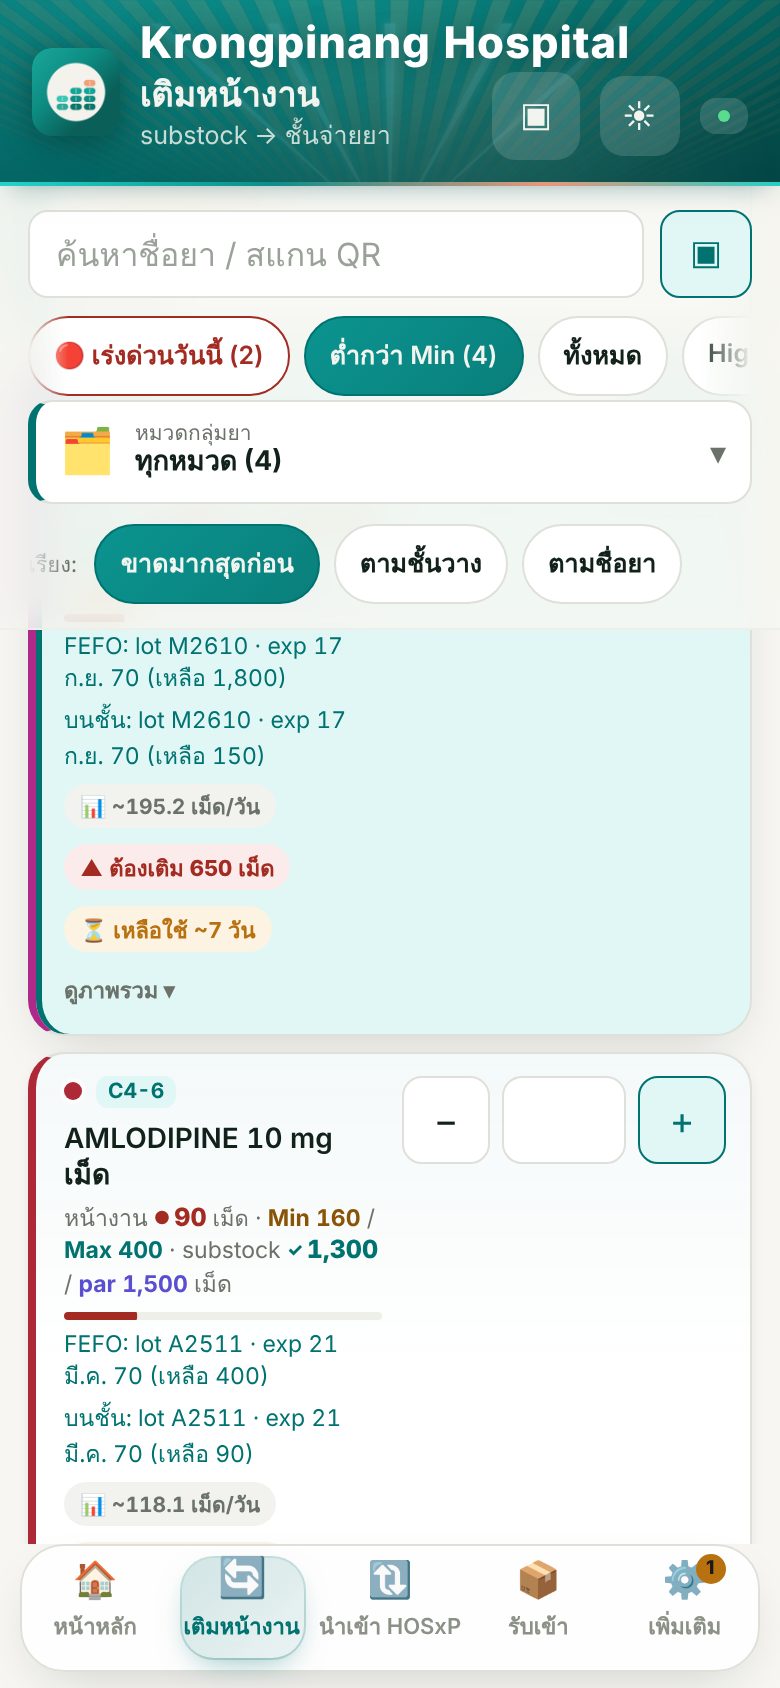 Krongpinang Hospital
เติมหน้างาน
substock → ชั้นจ่ายยา
ค้นหาชื่อยา / สแกน QR
เร่งด่วนวันนี้ (2)
ต่ำกว่า Min (4)
ทั้งหมด
Hig
หมวดกลุ่มยา
ทุกหมวด (4)
เรียง:
ขาดมากสุดก่อน
ตามชั้นวาง
ตามชื่อยา
FEFO: lot M2610 · exp 17
ก.ย. 70 (เหลือ 1,800)
บนชั้น: lot M2610 · exp 17
ก.ย. 70 (เหลือ 150)
~195.2 เม็ด/วัน
▲ ต้องเติม 650 เม็ด
เหลือใช้ ~7 วัน
ดูภาพรวม ▾
C4-6
− +
AMLODIPINE 10 mg
เม็ด
หน้างาน ●90 เม็ด · Min 160 /
Max 400 · substock ✓1,300
/ par 1,500 เม็ด
FEFO: lot A2511 · exp 21
มี.ค. 70 (เหลือ 400)
บนชั้น: lot A2511 · exp 21
มี.ค. 70 (เหลือ 90)
~118.1 เม็ด/วัน
1
หน้าหลัก
เติมหน้างาน
นำเข้า HOSxP
รับเข้า
เพิ่มเติม